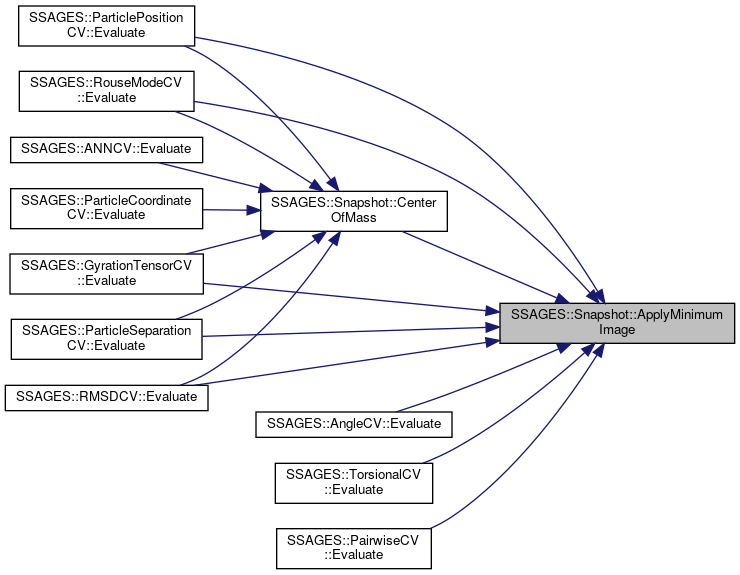 SSAGES::ParticlePosition
CV::Evaluate
SSAGES::RouseModeCV
::Evaluate
SSAGES::ANNCV::Evaluate
SSAGES::ParticleCoordinate
CV::Evaluate
SSAGES::GyrationTensorCV
::Evaluate
SSAGES::ParticleSeparation
CV::Evaluate
SSAGES::RMSDCV::Evaluate
SSAGES::Snapshot::Center
OfMass
SSAGES::AngleCV::Evaluate
SSAGES::TorsionalCV
::Evaluate
SSAGES::PairwiseCV
::Evaluate
SSAGES::Snapshot::ApplyMinimum
Image